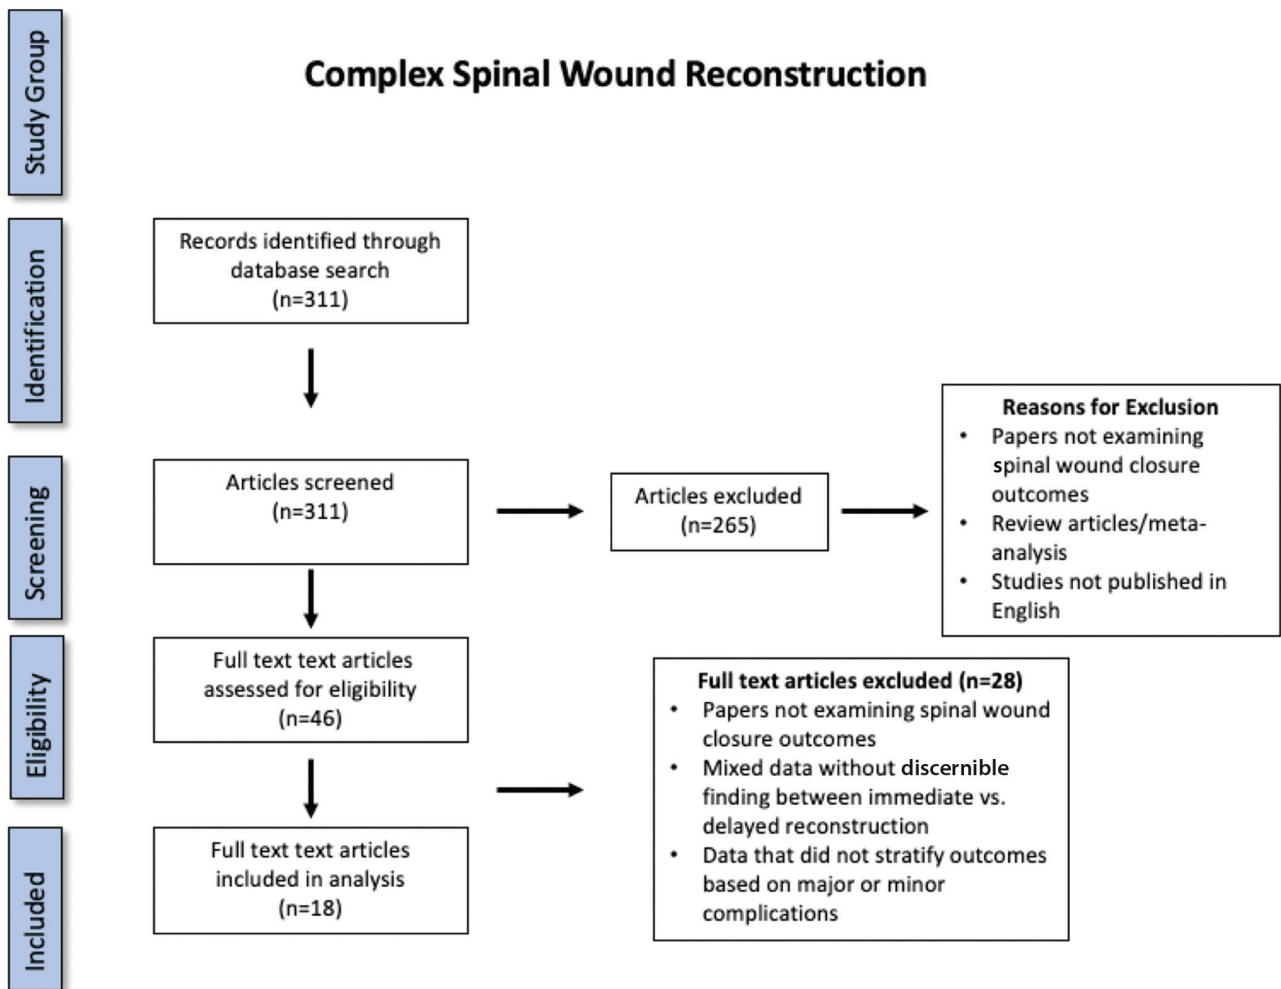 Study Group
Complex Spinal Wound Reconstruction
Identification
Records identified through
database search
(n=311)
Screening
Articles screened
(n=311)
Articles excluded
(n=265)
Reasons for Exclusion
• Papers not examining
spinal wound closure
outcomes
• Review articles/meta-
analysis
• Studies not published in
English
Eligibility
Full text text articles
assessed for eligibility
(n=46)
Full text articles excluded (n=28)
• Papers not examining spinal wound
closure outcomes
• Mixed data without discernible
finding between immediate vs.
delayed reconstruction
• Data that did not stratify outcomes
based on major or minor
complications
Included
Full text text articles
included in analysis
(n=18)